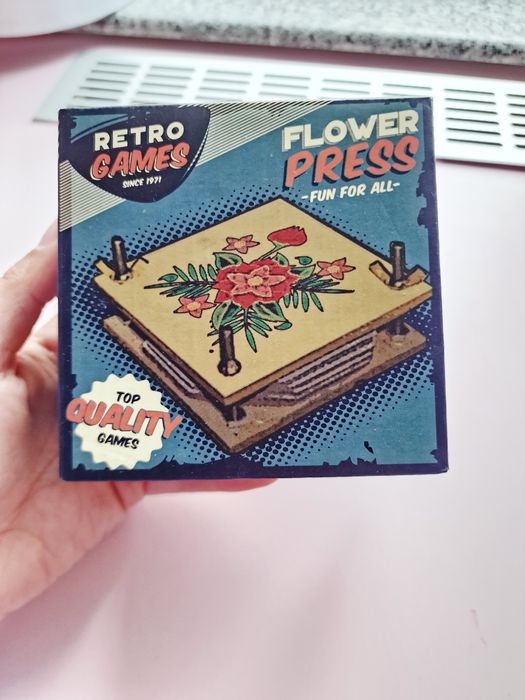 RETRO
GAMES
SINCE 1971
FLOWER
PRESS
-FUN FOR ALL-
TOP
QUALITY
GAMES